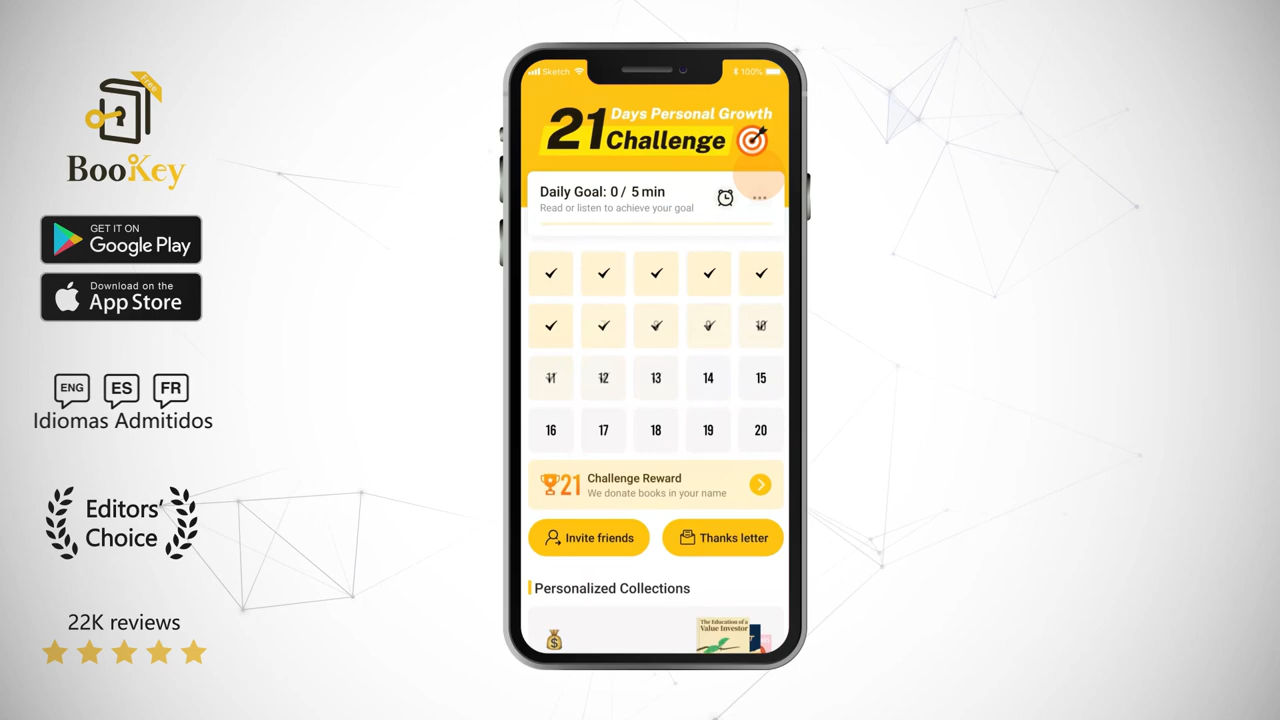 Free
BooKey
GET IT ON
Google Play
Download on the
App Store
ENG ES FR
Idiomas Admitidos
Editors'
Choice
22K reviews
Sketch 100%
21 Days Personal Growth
Challenge
Daily Goal: 0 / 5 min
Read or listen to achieve your goal
10
11 12 13 14 15
16 17 18 19 20
21 Challenge Reward
We donate books in your name
Invite friends Thanks letter
Personalized Collections
$
The Education of a
Value Investor